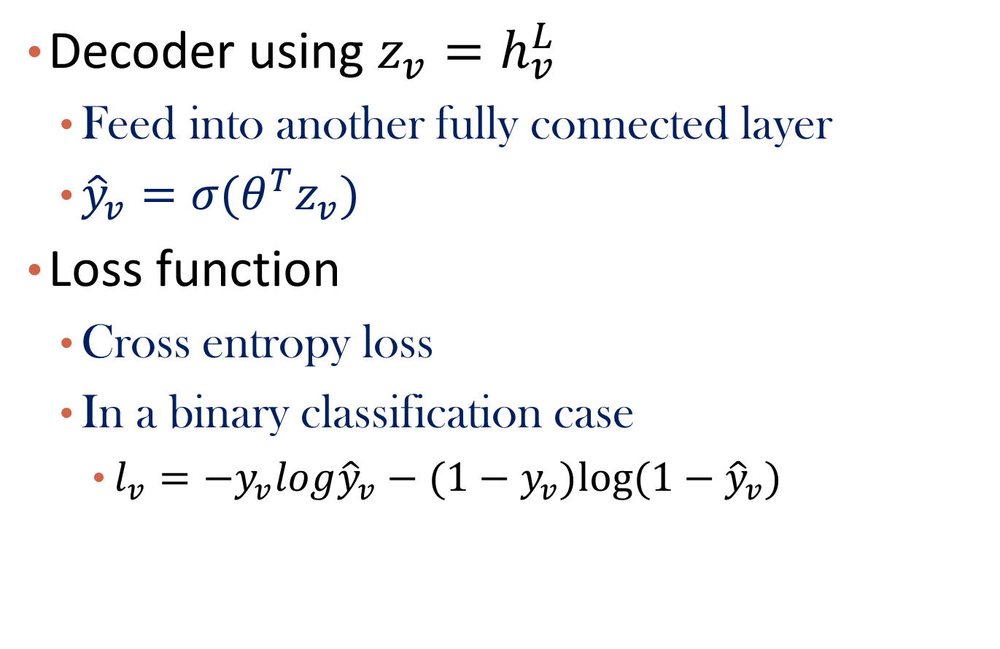 • Decoder using $z_v = h_v^L$
• Feed into another fully connected layer
• $\hat{y}_v = \sigma(\theta^T z_v)$
• Loss function
• Cross entropy loss
• In a binary classification case
• $l_v = -y_v log\hat{y}_v - (1 - y_v)\log(1 - \hat{y}_v)$